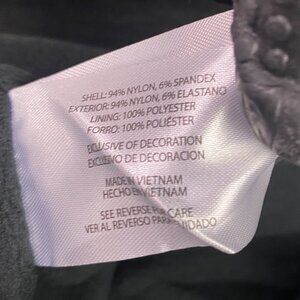 SHELL: 94% NYLON, 6% SPANDEX
EXTERIOR: 94% NYLON, 6% ELASTANO
LINING: 100% POLYESTER
FORRO: 100% POLIÉSTER
EXCLUSIVE OF DECORATION
EXCLUSIVO DE DECORACION
MADE IN VIETNAM
HECHO EN VIETNAM
SEE REVERSE FOR CARE
VER AL REVERSO PARA CUIDADO